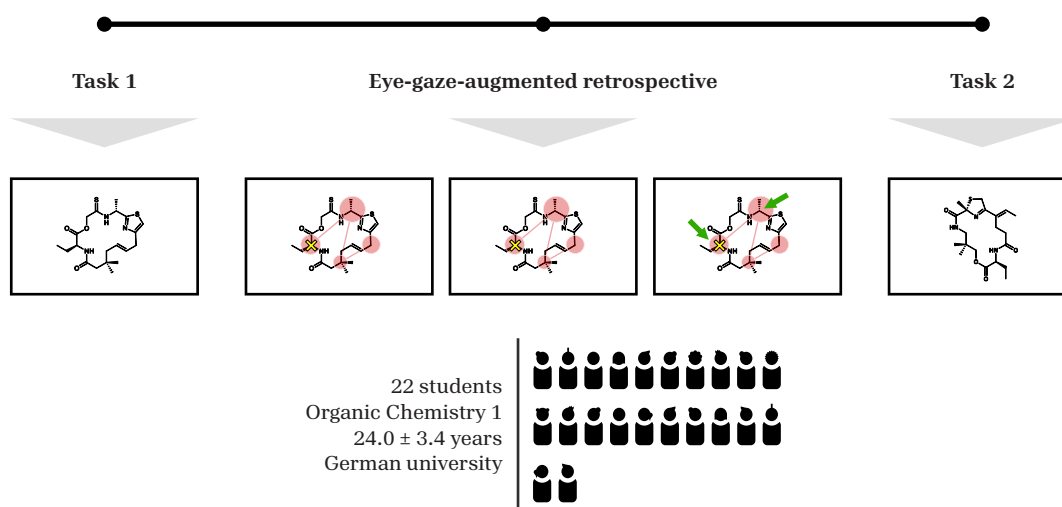 Task 1
Eye-gaze-augmented retrospective
Task 2
22 students
Organic Chemistry 1
24.0 ± 3.4 years
German university